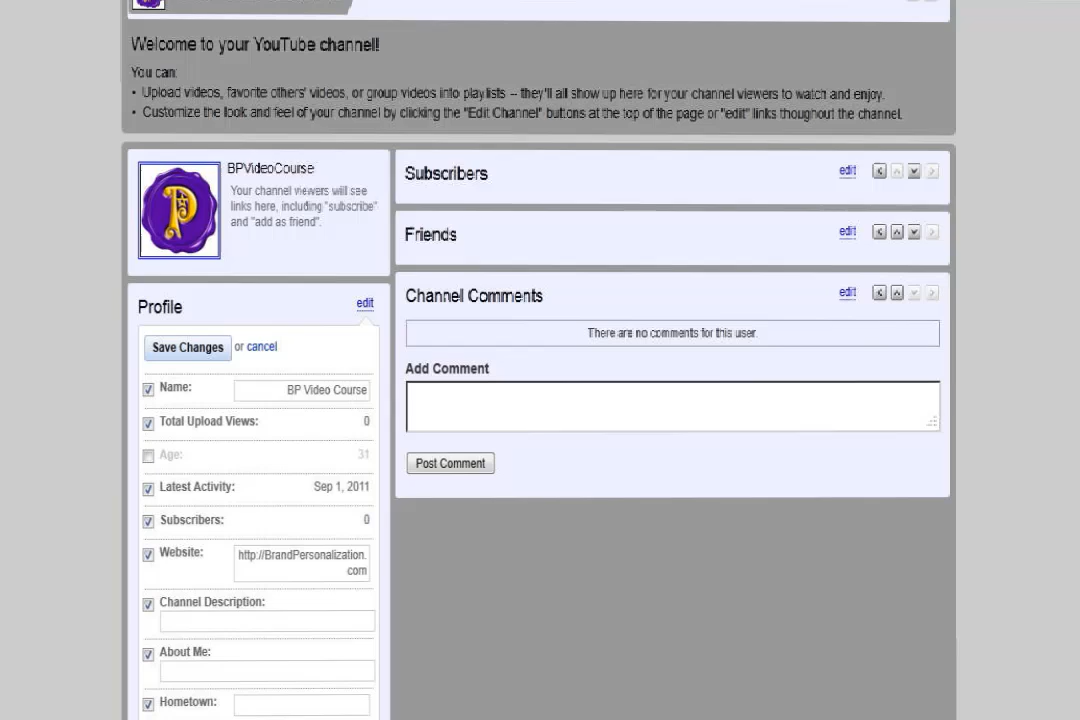 Welcome to your YouTube channel!
You can:
• Upload videos, favorite others' videos, or group videos into playlists – they'll all show up here for your channel viewers to watch and enjoy.
• Customize the look and feel of your channel by clicking the "Edit Channel" buttons at the top of the page or "edit" links thoughout the channel.
BPVideoCourse
Your channel viewers will see
links here, including "subscribe"
and "add as friend".
Profile edit
Save Changes or cancel
Name: BP Video Course
Total Upload Views: 0
Age: 31
Latest Activity: Sep 1, 2011
Subscribers: 0
Website: http://BrandPersonalization.
com
Channel Description:
About Me:
Hometown:
Subscribers edit
Friends edit
Channel Comments edit
There are no comments for this user.
Add Comment
Post Comment